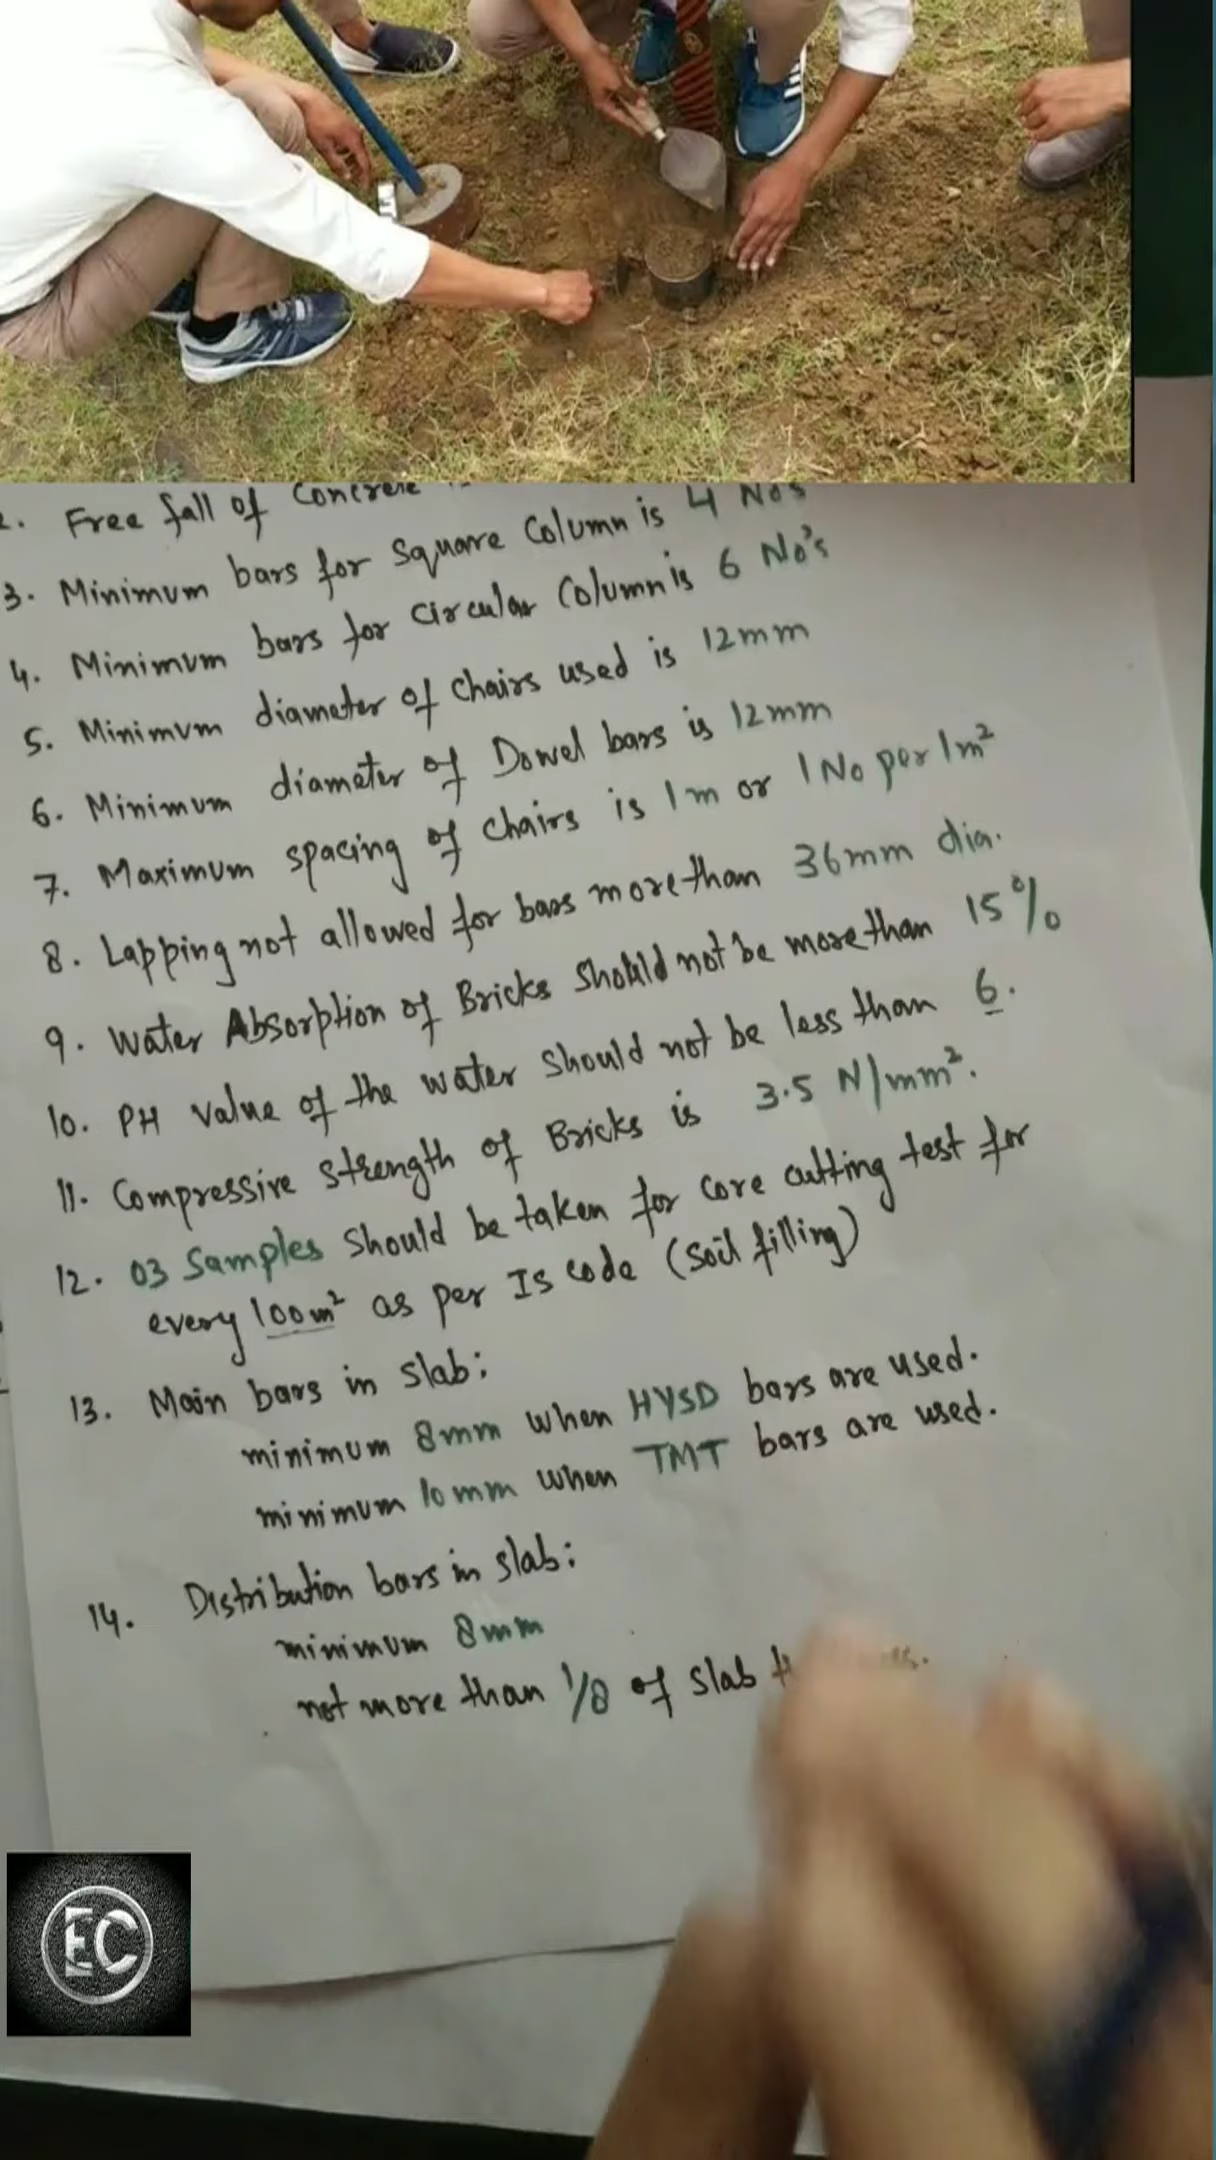 2. Free fall of Concrete
3. Minimum bars for Square Column is 4 No's
4. Minimum bars for Circular Column is 6 No's
5. Minimum diameter of chairs used is 12mm
6. Minimum diameter of Dowel bars is 12mm
7. Maximum spacing of chairs is 1m or 1 No per 1m²
8. Lapping not allowed for bars more than 36mm dia.
9. Water Absorption of Bricks should not be more than 15%
10. PH value of the water should not be less than 6.
11. Compressive strength of Bricks is 3.5 N/mm².
12. 03 Samples should be taken for core cutting test for
every 100m² as per IS code (soil filling)
13. Main bars in slab:
minimum 8mm when HYSD bars are used.
minimum 10mm when TMT bars are used.
14. Distribution bars in slab:
minimum 8mm
not more than 1/8 of slab
EC